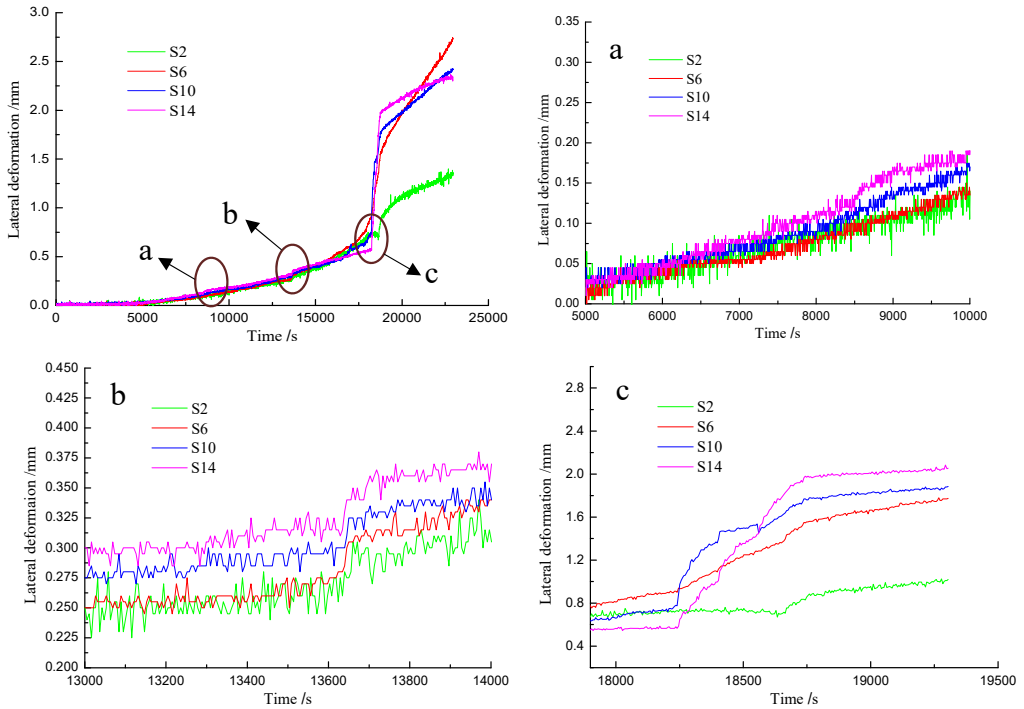 3.0
2.5
2.0
1.5
1.0
0.5
0.0
Lateral deformation /mm
S2
S6
S10
S14
a
b
c
0 5000 10000 15000 20000 25000
Time /s
0.35
0.30
0.25
0.20
0.15
0.10
0.05
0.00
Lateral deformation /mm
a
S2
S6
S10
S14
5000 6000 7000 8000 9000 10000
Time /s
0.450
0.425
0.400
0.375
0.350
0.325
0.300
0.275
0.250
0.225
0.200
Lateral deformaion /mm
b
S2
S6
S10
S14
13000 13200 13400 13600 13800 14000
Time /s
2.8
2.4
2.0
1.6
1.2
0.8
0.4
Lateral deformation /mm
c
S2
S6
S10
S14
18000 18500 19000 19500
Time /s